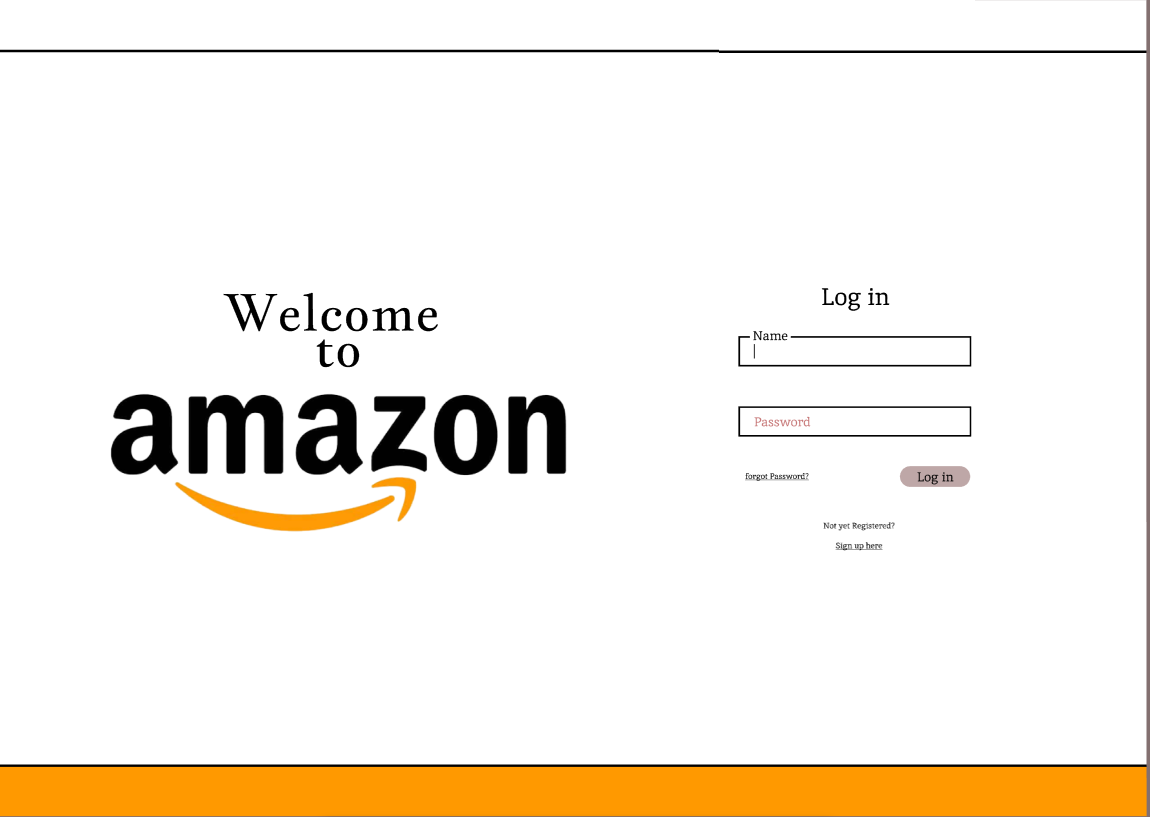 Welcome
to
amazon
Log in
Name
Password
forgot Password?
Log in
Not yet Registered?
Sign up here